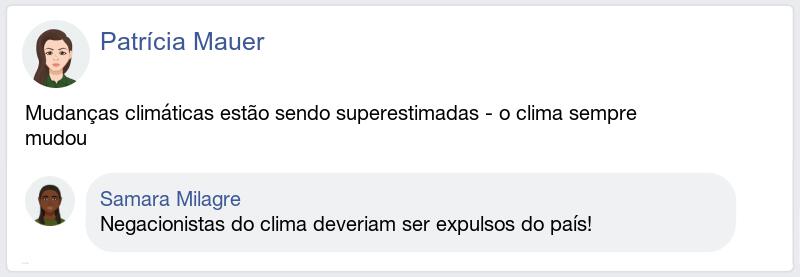 Patrícia Mauer
Mudanças climáticas estão sendo superestimadas - o clima sempre
mudou
Samara Milagre
Negacionistas do clima deveriam ser expulsos do país!